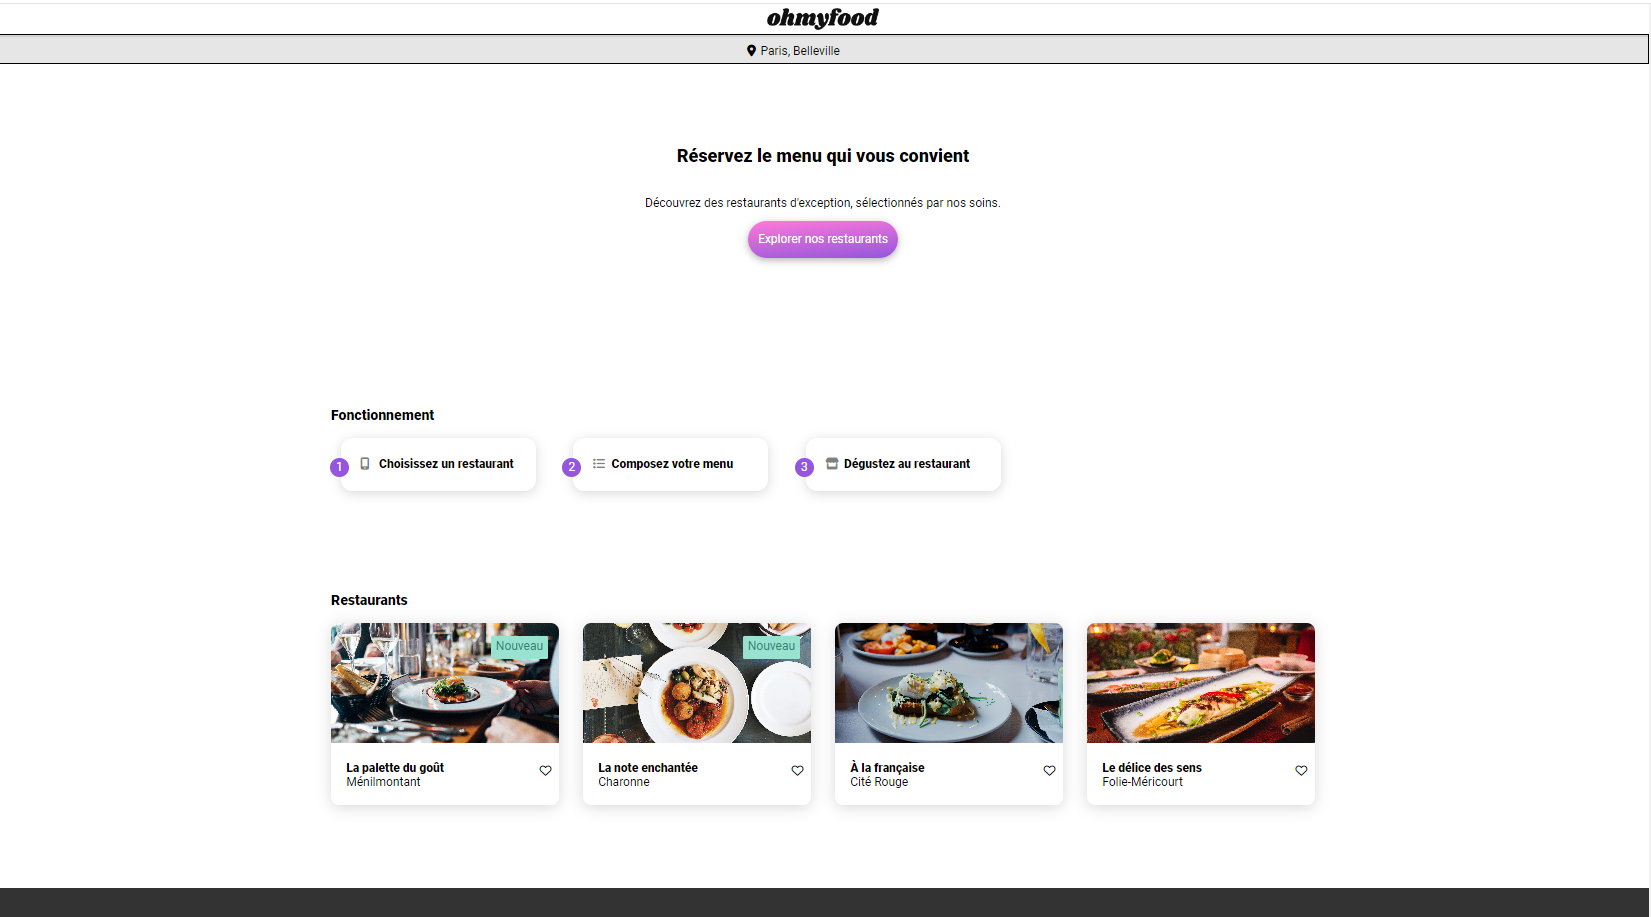 ohmyfood
Paris, Belleville
Réservez le menu qui vous convient
Découvrez des restaurants d'exception, sélectionnés par nos soins.
Explorer nos restaurants
Fonctionnement
1 Choisissez un restaurant
2 Composez votre menu
3 Dégustez au restaurant
Restaurants
Nouveau
La palette du goût
Ménilmontant
Nouveau
La note enchantée
Charonne
À la française
Cité Rouge
Le délice des sens
Folie-Méricourt